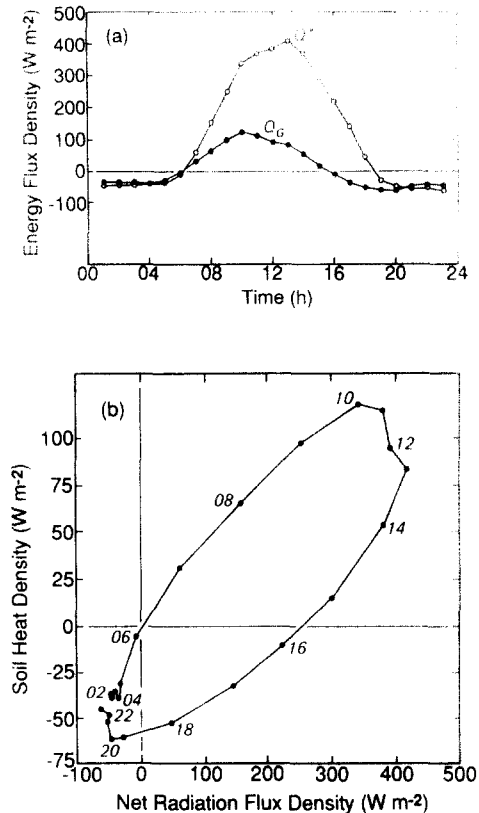 (a)
Energy Flux Density (W m-2)
500
400
300
200
100
0
-100
Q*
QG
00 04 08 12 16 20 24
Time (h)
(b)
Soil Heat Density (W m-2)
100
75
50
25
0
-25
-50
-75
10
12
08
14
06
16
02
04
22
18
20
-100 0 100 200 300 400 500
Net Radiation Flux Density (W m-2)